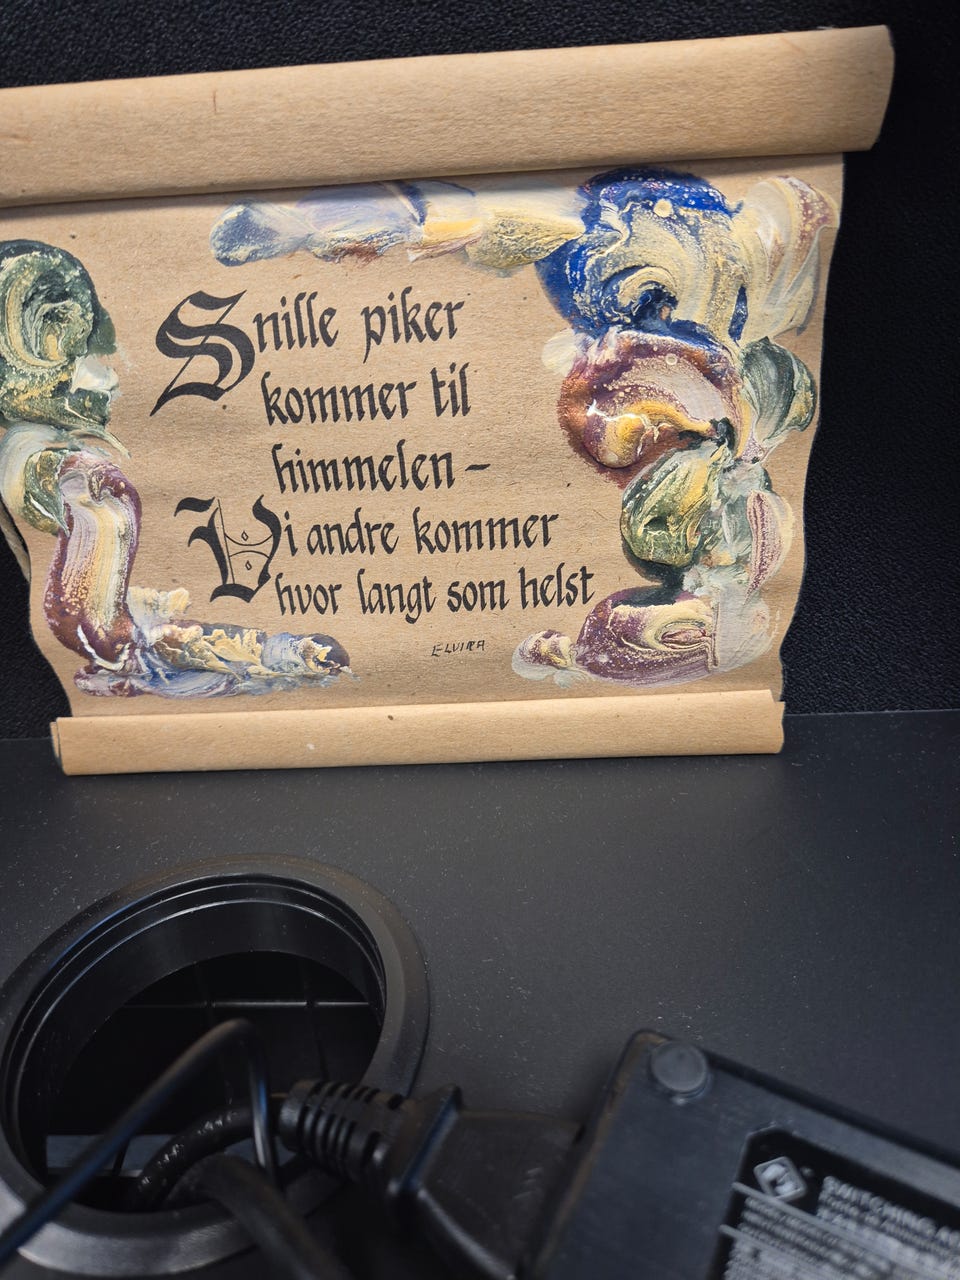 Snille piker
kommer til
himmelen –
Vi andre kommer
hvor langt som helst
ELVIRA
SWITCHING